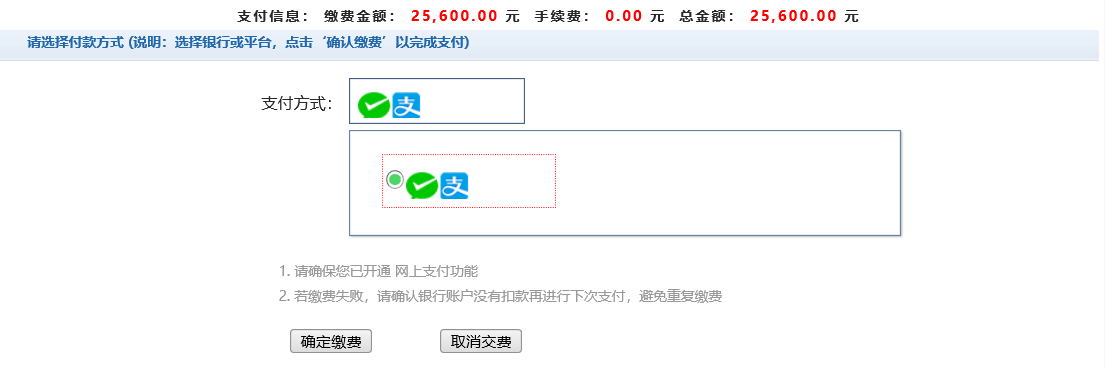 支付信息： 缴费金额： 25,600.00 元 手续费： 0.00 元 总金额： 25,600.00 元
请选择付款方式 (说明：选择银行或平台，点击‘确认缴费’以完成支付)
支付方式：
支
支
1. 请确保您已开通 网上支付功能
2. 若缴费失败，请确认银行账户没有扣款再进行下次支付，避免重复缴费
确定缴费 取消交费